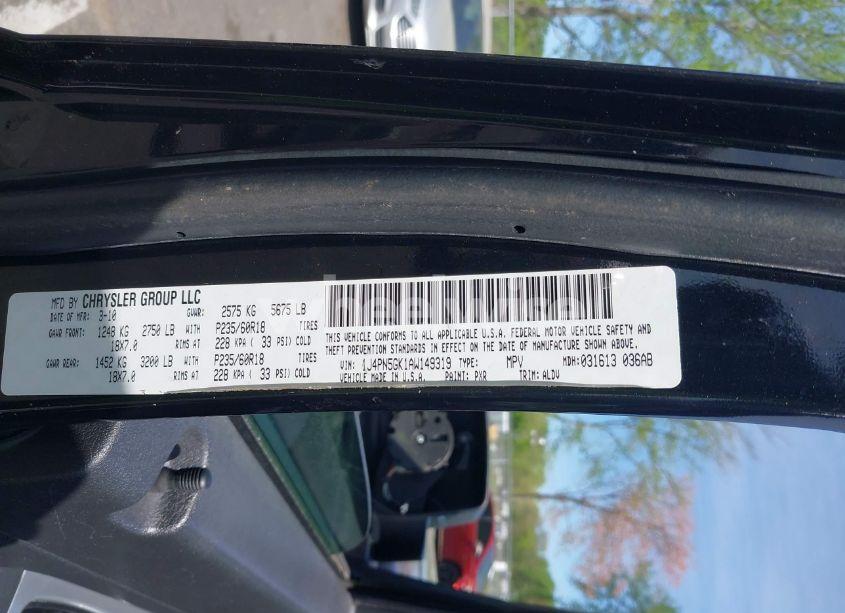 MFD BY CHRYSLER GROUP LLC
DATE OF MFR: 3-10 GVWR: 2575 KG 5675 LB
GAWR FRONT: 1248 KG 2750 LB WITH P235/60R18 TIRES
18X7.0 RIMS AT 228 KPA ( 33 PSI) COLD
GAWR REAR: 1452 KG 3200 LB WITH P235/60R18 TIRES
18X7.0 RIMS AT 228 KPA ( 33 PSI) COLD
THIS VEHICLE CONFORMS TO ALL APPLICABLE U.S.A. FEDERAL MOTOR VEHICLE SAFETY AND
THEFT PREVENTION STANDARDS IN EFFECT ON THE DATE OF MANUFACTURE SHOWN ABOVE.
VIN: 1J4PN5GK1AW149319 TYPE: MPV MDH: 031613 036AB
VEHICLE MADE IN U.S.A. PAINT: PXR TRIM: ALDV